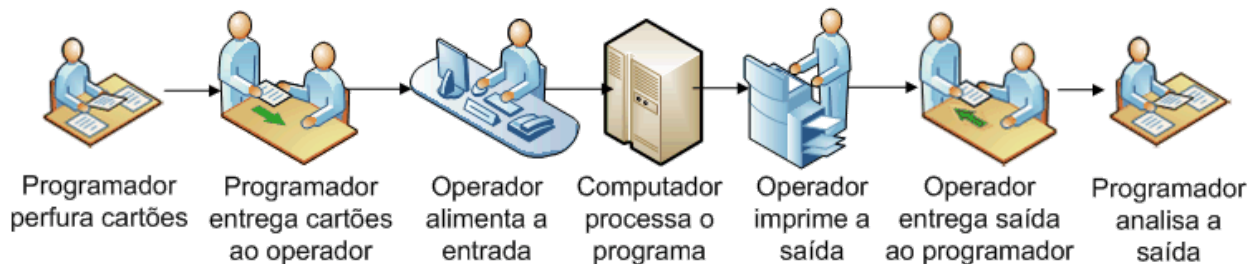 Programador
perfura cartões
Programador
entrega cartões
ao operador
Operador
alimenta a
entrada
Computador
processa o
programa
Operador
imprime a
saída
Operador
entrega saída
ao programador
Programador
analisa a
saída